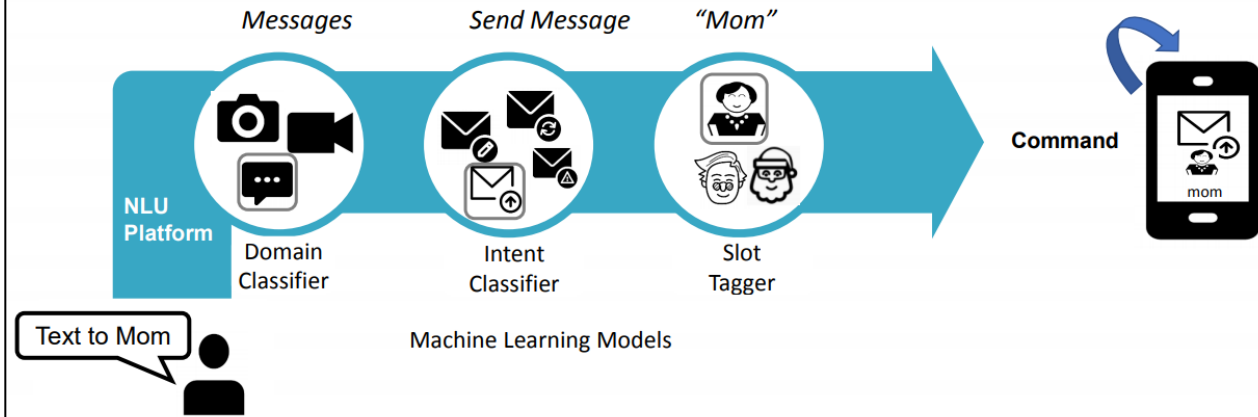 Messages
Send Message
“Mom”
Command
mom
NLU
Platform
Domain
Classifier
Intent
Classifier
Slot
Tagger
Text to Mom
Machine Learning Models